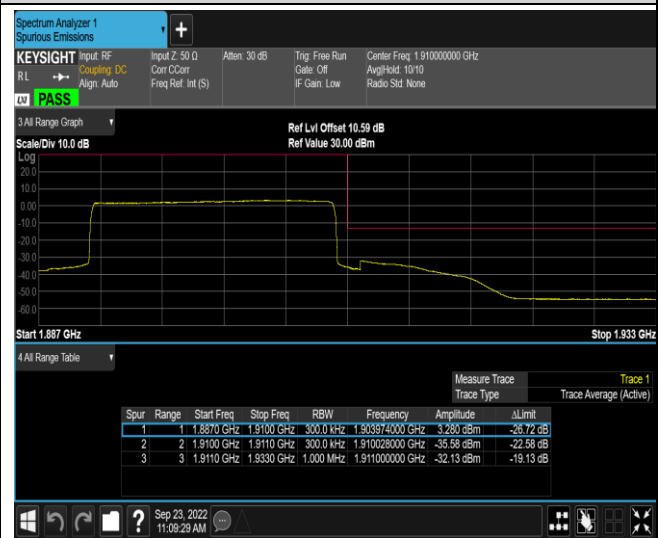 Spectrum Analyzer 1
Spurious Emissions
+
KEYSIGHT
RL
LXI PASS
Input: RF
Coupling: DC
Align: Auto
Input Z: 50 Ω
Corr CCorr
Freq Ref: Int (S)
Atten: 30 dB
Trig: Free Run
Gate: Off
IF Gain: Low
Center Freq: 1.910000000 GHz
Avg|Hold: 10/10
Radio Std: None
3 All Range Graph
Scale/Div 10.0 dB
Ref Lvl Offset 10.59 dB
Ref Value 30.00 dBm
Log
20.0
10.0
0.00
-10.0
-20.0
-30.0
-40.0
-50.0
-60.0
Start 1.887 GHz
Stop 1.933 GHz
4 All Range Table
Measure Trace Trace 1
Trace Type Trace Average (Active)
Spur Range Start Freq Stop Freq RBW Frequency Amplitude ΔLimit
1 1 1.8870 GHz 1.9100 GHz 300.0 kHz 1.903974000 GHz 3.280 dBm -26.72 dB
2 2 1.9100 GHz 1.9110 GHz 300.0 kHz 1.910028000 GHz -35.58 dBm -22.58 dB
3 3 1.9110 GHz 1.9330 GHz 1.000 MHz 1.911000000 GHz -32.13 dBm -19.13 dB
?
Sep 23, 2022
11:09:29 AM